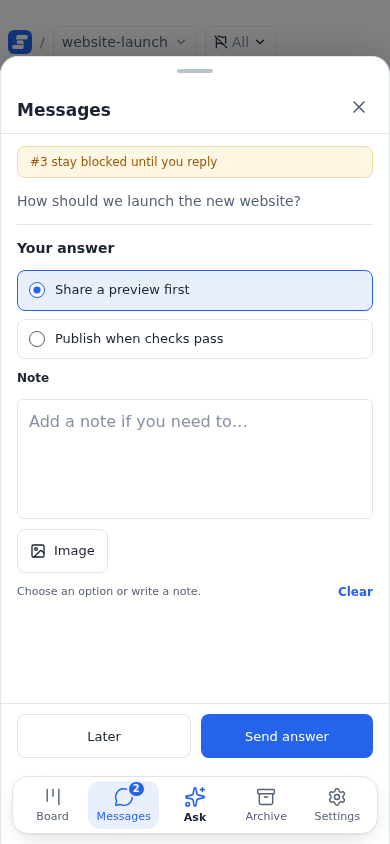 / website-launch All
Messages
#3 stay blocked until you reply
How should we launch the new website?
Your answer
Share a preview first
Publish when checks pass
Note
Add a note if you need to...
Image
Choose an option or write a note. Clear
Later Send answer
2
Board Messages Ask Archive Settings